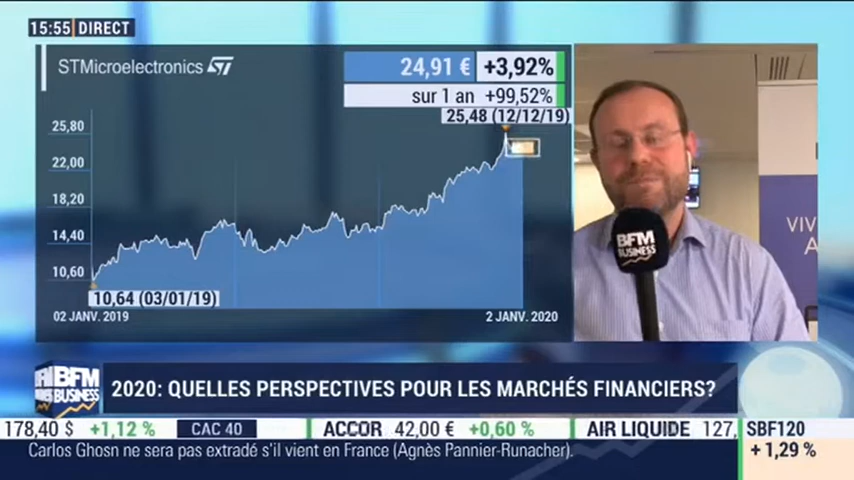 15:55 DIRECT
STMicroelectronics ST
24,91 € +3,92%
sur 1 an +99,52%
25,48 (12/12/19)
25,80
22,00
18,20
14,40
10,60
10,64 (03/01/19)
02 JANV. 2019
2 JANV. 2020
BFM
BUSINESS
VIV
A
BFM
BUSINESS
2020: QUELLES PERSPECTIVES POUR LES MARCHÉS FINANCIERS?
178,40 $ +1,12 % CAC 40 ACCOR 42,00 € +0,60 % AIR LIQUIDE 127, SBF120
+1,29 %
Carlos Ghosn ne sera pas extradé s'il vient en France (Agnès Pannier-Runacher).